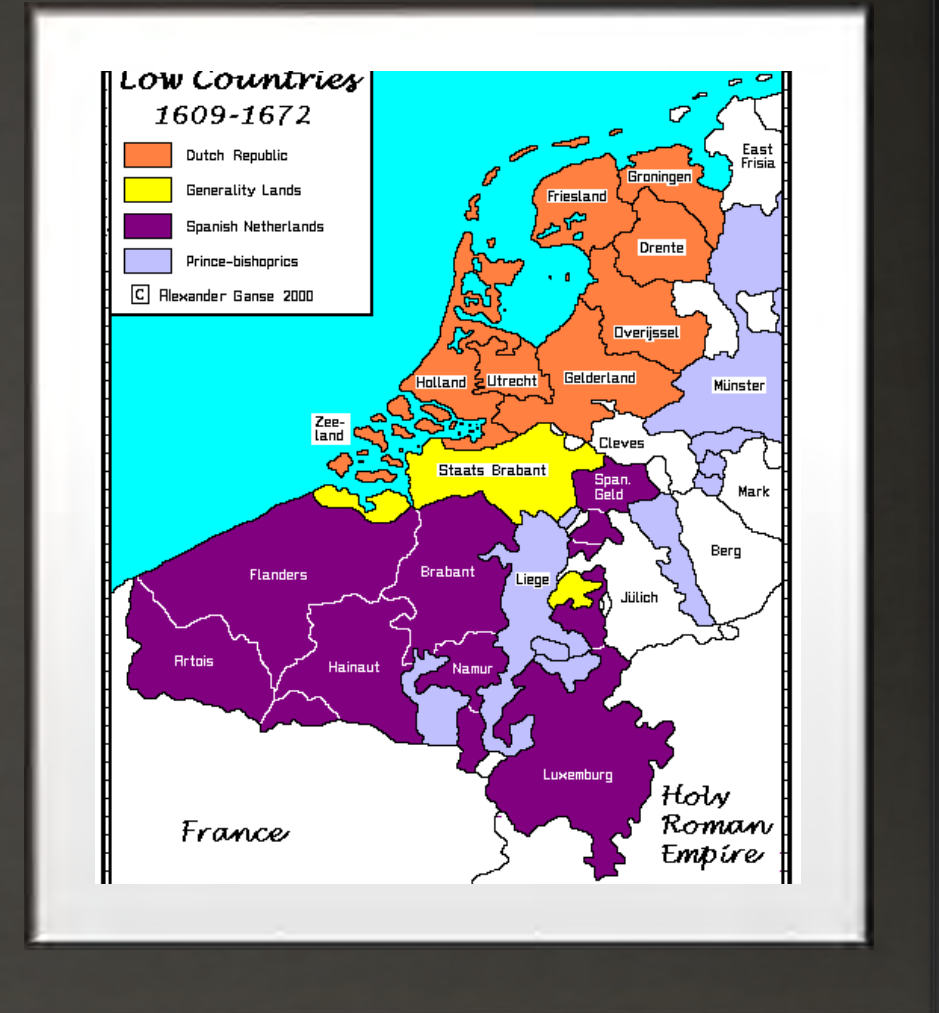 Low Countries
1609-1672
Dutch Republic
Generality Lands
Spanish Netherlands
Prince-bishoprics
C Alexander Ganse 2000
East
Frisia
Groningen
Friesland
Drente
Overijssel
Holland
Utrecht
Gelderland
Münster
Zee-
land
Cleves
Staats Brabant
Span.
Geld
Mark
Berg
Flanders
Brabant
Liege
Jülich
Artois
Hainaut
Namur
Luxemburg
France
Holy
Roman
Empire